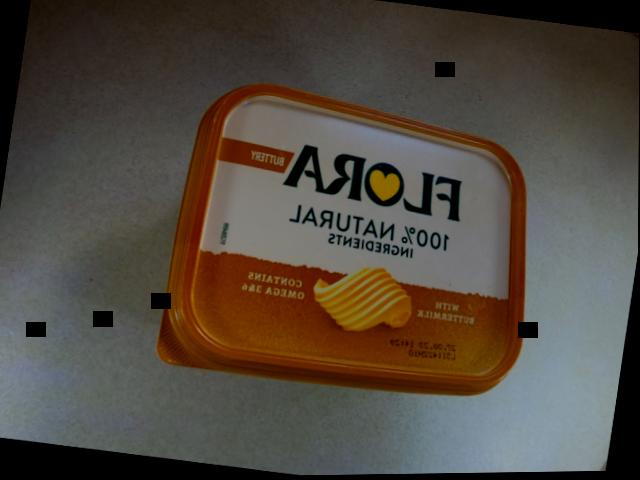 FLORA
BUTTERY
100% NATURAL
INGREDIENTS
WITH
BUTTERMILK
CONTAINS
OMEGA 3&6